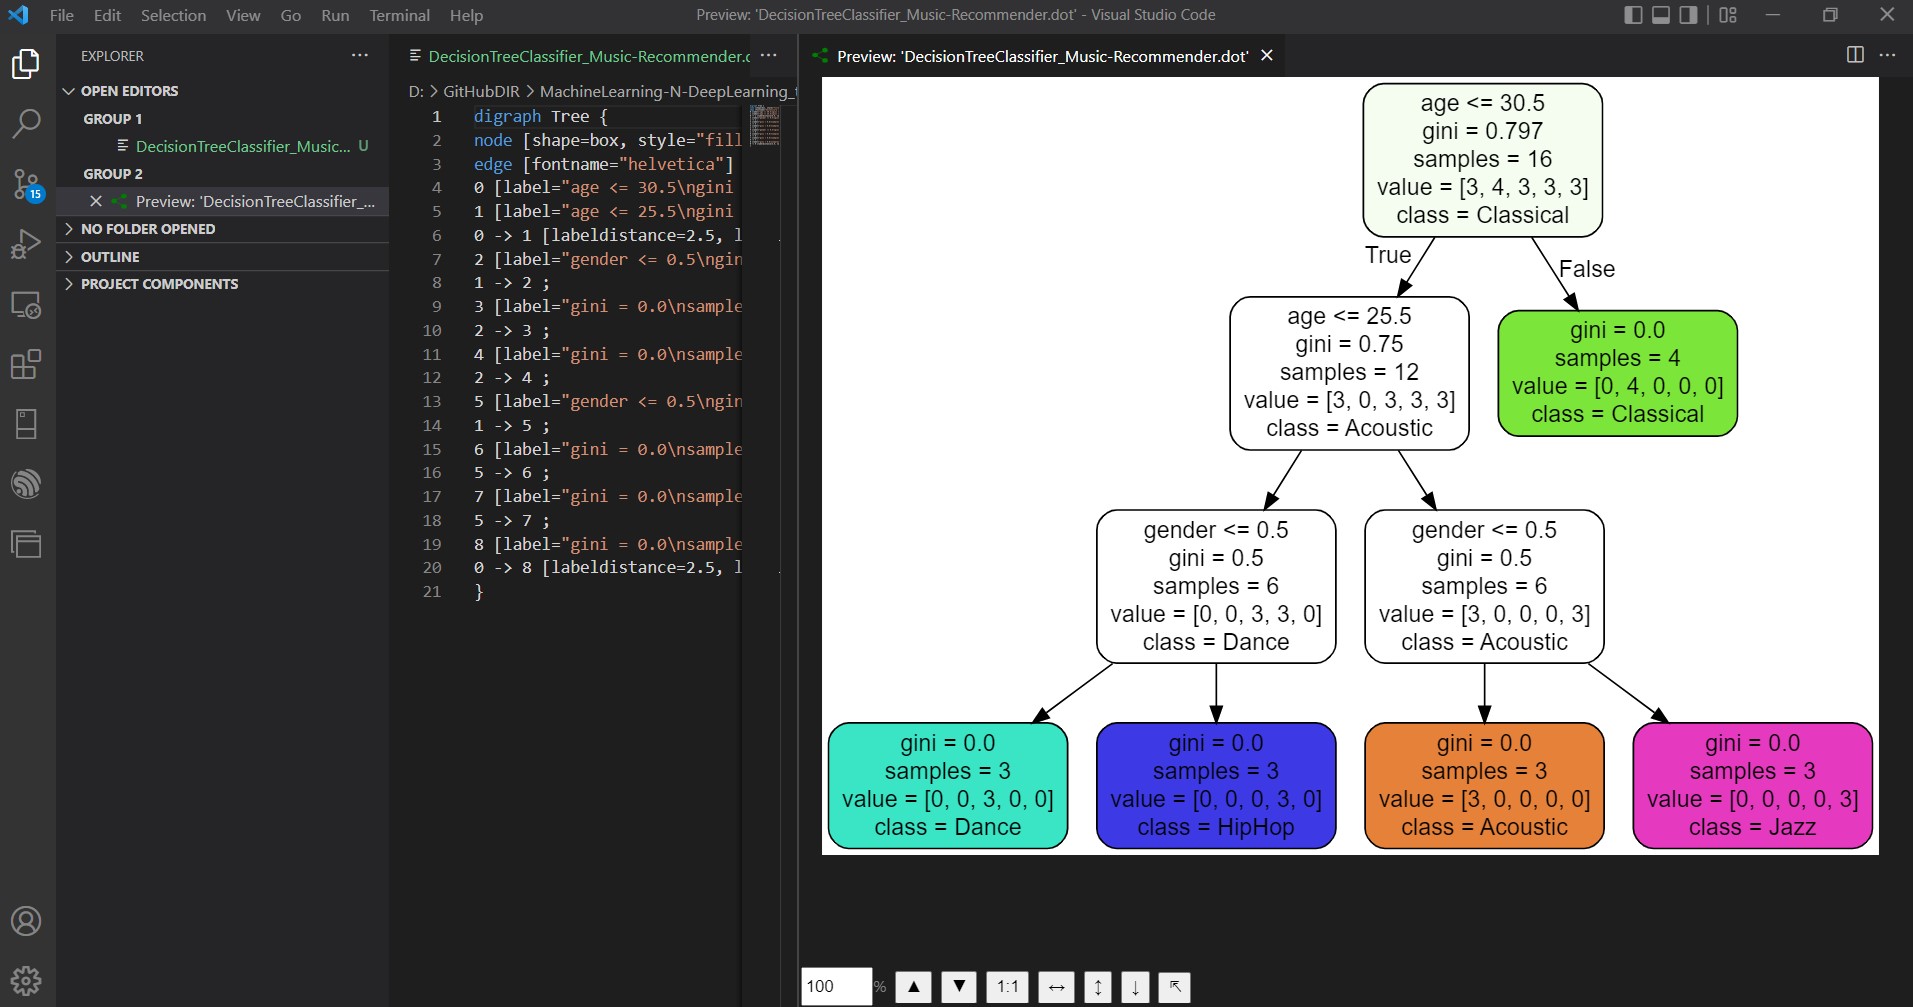 File Edit Selection View Go Run Terminal Help
Preview: 'DecisionTreeClassifier_Music-Recommender.dot' - Visual Studio Code
15
EXPLORER
OPEN EDITORS
GROUP 1
DecisionTreeClassifier_Music... U
GROUP 2
Preview: 'DecisionTreeClassifier_...
NO FOLDER OPENED
OUTLINE
PROJECT COMPONENTS
DecisionTreeClassifier_Music-Recommender.d
D: > GitHubDIR > MachineLearning-N-DeepLearning_
1 digraph Tree {
2 node [shape=box, style="fill
3 edge [fontname="helvetica"]
4 0 [label="age <= 30.5\ngini
5 1 [label="age <= 25.5\ngini
6 0 -> 1 [labeldistance=2.5, l
7 2 [label="gender <= 0.5\ngin
8 1 -> 2 ;
9 3 [label="gini = 0.0\nsample
10 2 -> 3 ;
11 4 [label="gini = 0.0\nsample
12 2 -> 4 ;
13 5 [label="gender <= 0.5\ngin
14 1 -> 5 ;
15 6 [label="gini = 0.0\nsample
16 5 -> 6 ;
17 7 [label="gini = 0.0\nsample
18 5 -> 7 ;
19 8 [label="gini = 0.0\nsample
20 0 -> 8 [labeldistance=2.5, l
21 }
Preview: 'DecisionTreeClassifier_Music-Recommender.dot'
age <= 30.5
gini = 0.797
samples = 16
value = [3, 4, 3, 3, 3]
class = Classical
True
False
age <= 25.5
gini = 0.75
samples = 12
value = [3, 0, 3, 3, 3]
class = Acoustic
gini = 0.0
samples = 4
value = [0, 4, 0, 0, 0]
class = Classical
gender <= 0.5
gini = 0.5
samples = 6
value = [0, 0, 3, 3, 0]
class = Dance
gender <= 0.5
gini = 0.5
samples = 6
value = [3, 0, 0, 0, 3]
class = Acoustic
gini = 0.0
samples = 3
value = [0, 0, 3, 0, 0]
class = Dance
gini = 0.0
samples = 3
value = [0, 0, 0, 3, 0]
class = HipHop
gini = 0.0
samples = 3
value = [3, 0, 0, 0, 0]
class = Acoustic
gini = 0.0
samples = 3
value = [0, 0, 0, 0, 3]
class = Jazz
100 % ▲ ▼ 1:1 ↔ ↕ ↓ ↖